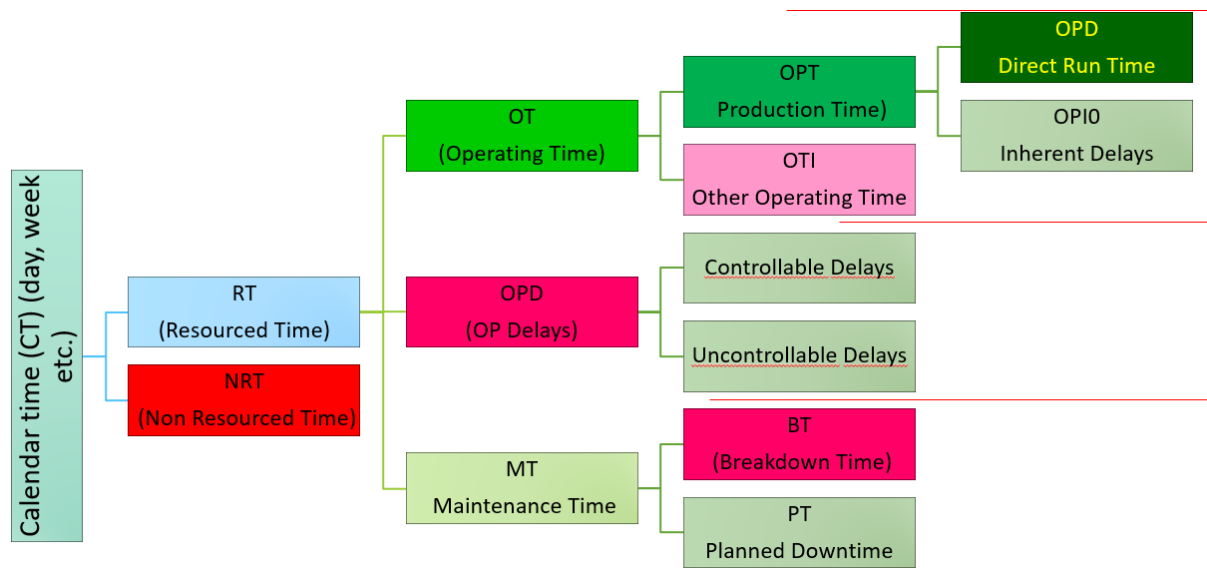 Calendar time (CT) (day, week
etc.)
RT
(Resourced Time)
NRT
(Non Resourced Time)
OT
(Operating Time)
OPD
(OP Delays)
MT
Maintenance Time
OPT
Production Time)
OTI
Other Operating Time
Controllable Delays
Uncontrollable Delays
BT
(Breakdown Time)
PT
Planned Downtime
OPD
Direct Run Time
OPI0
Inherent Delays